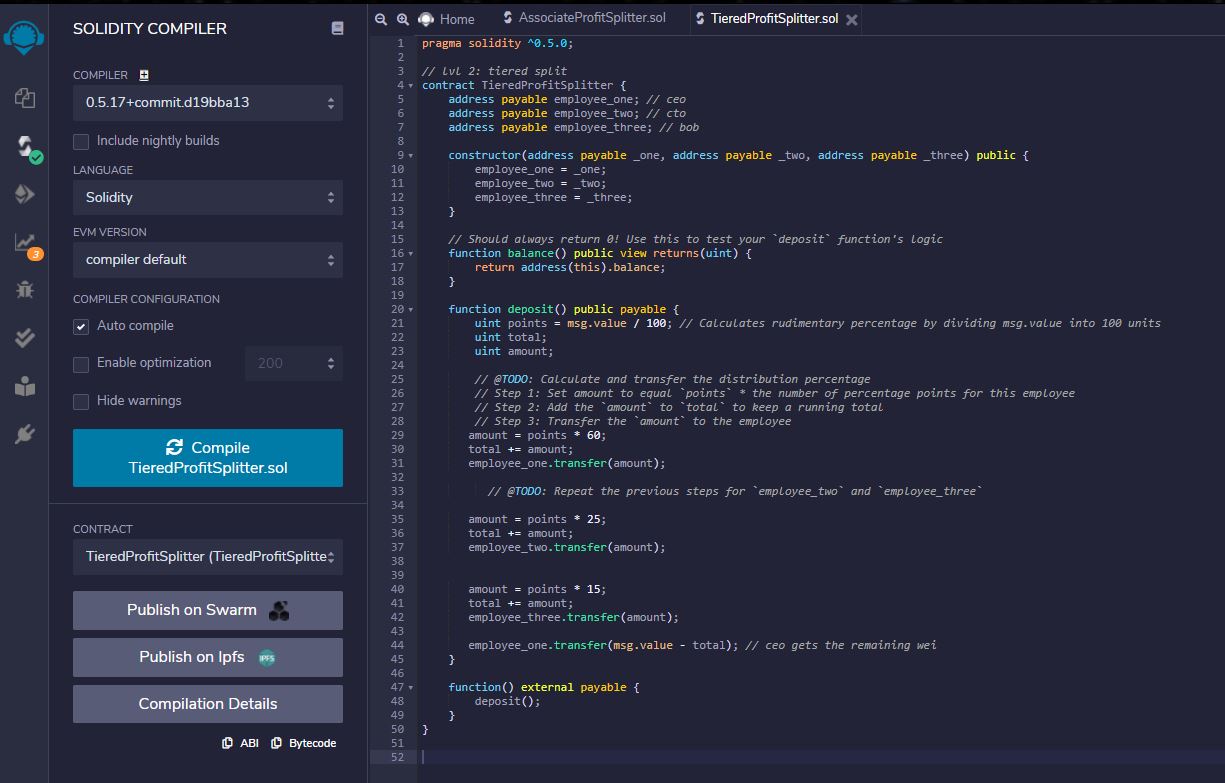 SOLIDITY COMPILER
COMPILER
0.5.17+commit.d19bba13
Include nightly builds
LANGUAGE
Solidity
EVM VERSION
compiler default
COMPILER CONFIGURATION
Auto compile
Enable optimization
200
Hide warnings
Compile
TieredProfitSplitter.sol
CONTRACT
TieredProfitSplitter (TieredProfitSplitte
Publish on Swarm
Publish on Ipfs
IPFS
Compilation Details
ABI
Bytecode
3
Home
AssociateProfitSplitter.sol
TieredProfitSplitter.sol
1 pragma solidity ^0.5.0;
2
3 // lvl 2: tiered split
4 contract TieredProfitSplitter {
5 address payable employee_one; // ceo
6 address payable employee_two; // cto
7 address payable employee_three; // bob
8
9 constructor(address payable _one, address payable _two, address payable _three) public {
10 employee_one = _one;
11 employee_two = _two;
12 employee_three = _three;
13 }
14
15 // Should always return 0! Use this to test your `deposit` function's logic
16 function balance() public view returns(uint) {
17 return address(this).balance;
18 }
19
20 function deposit() public payable {
21 uint points = msg.value / 100; // Calculates rudimentary percentage by dividing msg.value into 100 units
22 uint total;
23 uint amount;
24
25 // @TODO: Calculate and transfer the distribution percentage
26 // Step 1: Set amount to equal `points` * the number of percentage points for this employee
27 // Step 2: Add the `amount` to `total` to keep a running total
28 // Step 3: Transfer the `amount` to the employee
29 amount = points * 60;
30 total += amount;
31 employee_one.transfer(amount);
32
33 // @TODO: Repeat the previous steps for `employee_two` and `employee_three`
34
35 amount = points * 25;
36 total += amount;
37 employee_two.transfer(amount);
38
39
40 amount = points * 15;
41 total += amount;
42 employee_three.transfer(amount);
43
44 employee_one.transfer(msg.value - total); // ceo gets the remaining wei
45 }
46
47 function() external payable {
48 deposit();
49 }
50 }
51
52